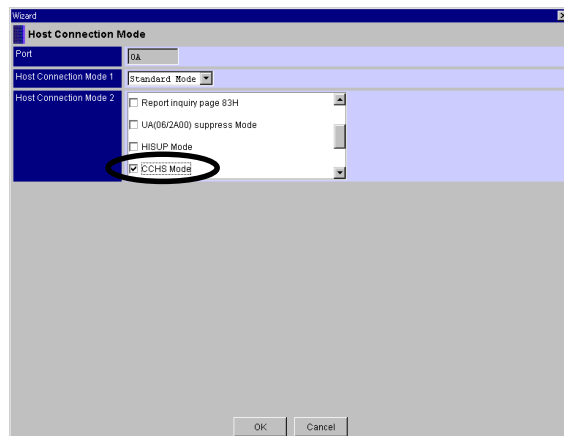 Wizard
Host Connection Mode
Port
0A
Host Connection Mode 1
Standard Mode
Host Connection Mode 2
Report inquiry page 83H
UA(06/2A00) suppress Mode
HISUP Mode
CCHS Mode
OK
Cancel